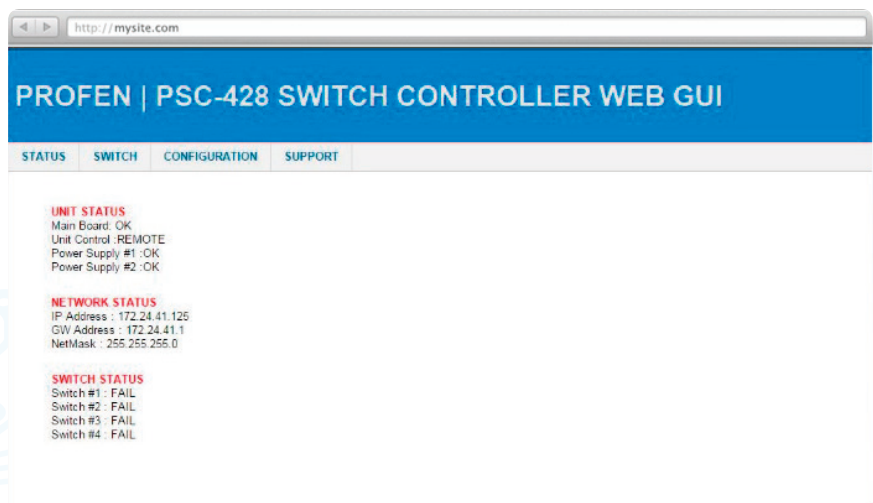 http://mysite.com
PROFEN | PSC-428 SWITCH CONTROLLER WEB GUI
STATUS SWITCH CONFIGURATION SUPPORT
UNIT STATUS
Main Board: OK
Unit Control :REMOTE
Power Supply #1 :OK
Power Supply #2 :OK
NETWORK STATUS
IP Address : 172.24.41.125
GW Address : 172.24.41.1
NetMask : 255.255.255.0
SWITCH STATUS
Switch #1 : FAIL
Switch #2 : FAIL
Switch #3 : FAIL
Switch #4 : FAIL